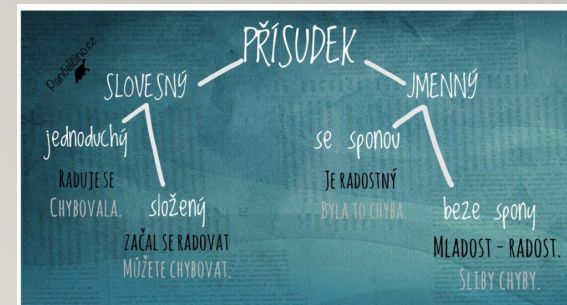 Pančelčino.cz
PŘÍSUDEK
SLOVESNÝ
JMENNÝ
jednoduchý
RADUJE SE
CHYBOVALA.
složený
ZAČAL SE RADOVAT
MŮŽETE CHYBOVAT.
se sponou
JE RADOSTNÝ
BYLA TO CHYBA.
beze spony
MLADOST - RADOST.
SLIBY CHYBY.